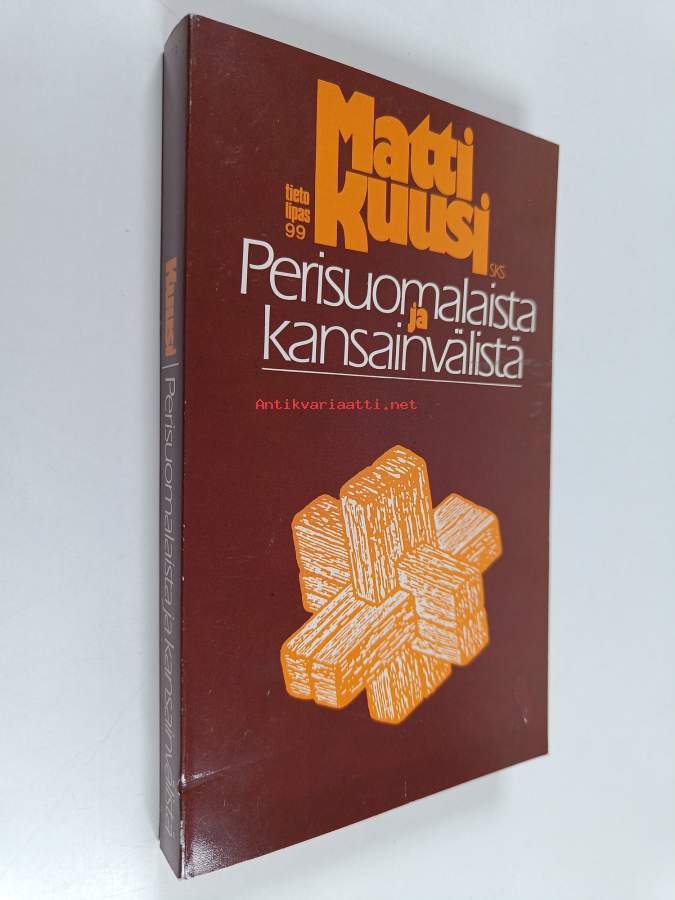 Matti
Kuusi
tieto
lipas
99
SKS
Perisuomalaista
ja
kansainvälistä
Antikvariaatti.net
Kuusi | Perisuomalaista ja kansainvälistä